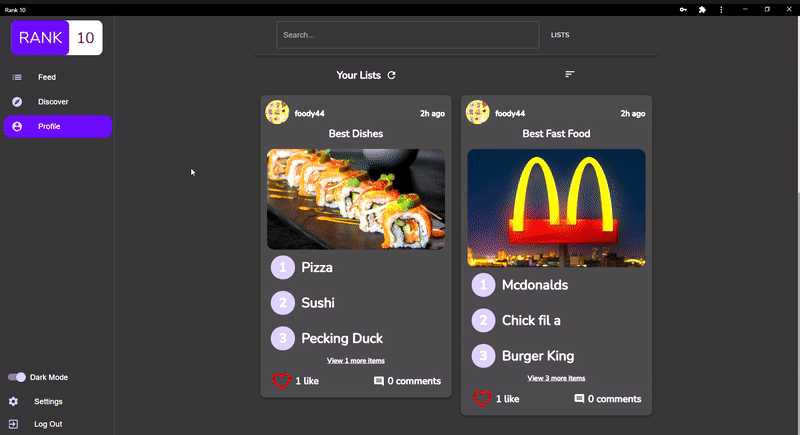 Rank 10
RANK 10
Search...
LISTS
Feed
Discover
Profile
Your Lists
foody44 2h ago
Best Dishes
1 Pizza
2 Sushi
3 Pecking Duck
View 1 more items
1 like 0 comments
foody44 2h ago
Best Fast Food
1 Mcdonalds
2 Chick fil a
3 Burger King
View 3 more items
1 like 0 comments
Dark Mode
Settings
Log Out